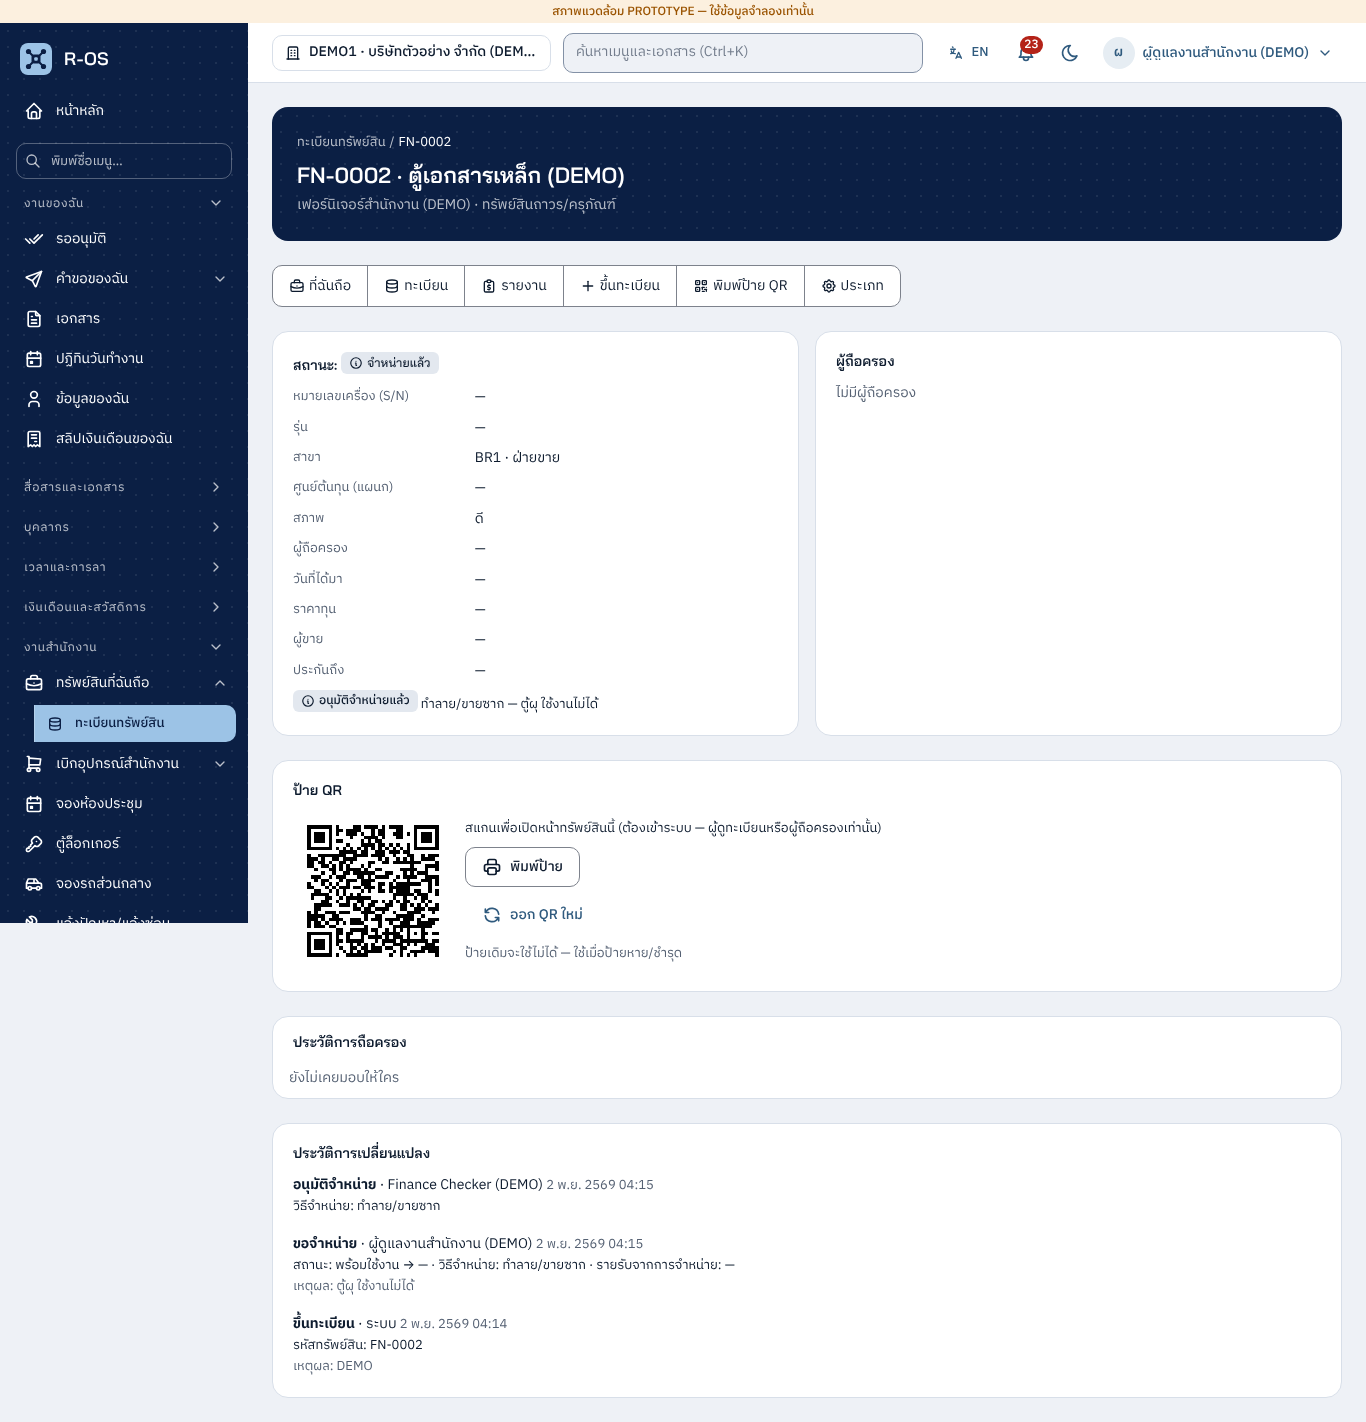 สภาพแวดล้อม PROTOTYPE — ใช้ข้อมูลจำลองเท่านั้น
R-OS
DEMO1 · บริษัทตัวอย่าง จำกัด (DEM...
ค้นหาเมนูและเอกสาร (Ctrl+K)
EN
23
ผ
ผู้ดูแลงานสำนักงาน (DEMO)
หน้าหลัก
พิมพ์ชื่อเมนู...
งานของฉัน
รออนุมัติ
คำขอของฉัน
เอกสาร
ปฏิทินวันทำงาน
ข้อมูลของฉัน
สลิปเงินเดือนของฉัน
สื่อสารและเอกสาร
บุคลากร
เวลาและการลา
เงินเดือนและสวัสดิการ
งานสำนักงาน
ทรัพย์สินที่ฉันถือ
ทะเบียนทรัพย์สิน
เบิกอุปกรณ์สำนักงาน
จองห้องประชุม
ตู้ล็อกเกอร์
จองรถส่วนกลาง
ทะเบียนทรัพย์สิน / FN-0002
FN-0002 · ตู้เอกสารเหล็ก (DEMO)
เฟอร์นิเจอร์สำนักงาน (DEMO) · ทรัพย์สินถาวร/ครุภัณฑ์
ที่ฉันถือ
ทะเบียน
รายงาน
ขึ้นทะเบียน
พิมพ์ป้าย QR
ประเภท
สถานะ: จำหน่ายแล้ว
หมายเลขเครื่อง (S/N) —
รุ่น —
สาขา BR1 · ฝ่ายขาย
ศูนย์ต้นทุน (แผนก) —
สภาพ ดี
ผู้ถือครอง —
วันที่ได้มา —
ราคาทุน —
ผู้ขาย —
ประกันถึง —
อนุมัติจำหน่ายแล้ว ทำลาย/ขายซาก — ตู้ผุ ใช้งานไม่ได้
ผู้ถือครอง
ไม่มีผู้ถือครอง
ป้าย QR
สแกนเพื่อเปิดหน้าทรัพย์สินนี้ (ต้องเข้าระบบ — ผู้ดูทะเบียนหรือผู้ถือครองเท่านั้น)
พิมพ์ป้าย
ออก QR ใหม่
ป้ายเดิมจะใช้ไม่ได้ — ใช้เมื่อป้ายหาย/ชำรุด
ประวัติการถือครอง
ยังไม่เคยมอบให้ใคร
ประวัติการเปลี่ยนแปลง
อนุมัติจำหน่าย · Finance Checker (DEMO) 2 พ.ย. 2569 04:15
วิธีจำหน่าย: ทำลาย/ขายซาก
ขอจำหน่าย · ผู้ดูแลงานสำนักงาน (DEMO) 2 พ.ย. 2569 04:15
สถานะ: พร้อมใช้งาน → — · วิธีจำหน่าย: ทำลาย/ขายซาก · รายรับจากการจำหน่าย: —
เหตุผล: ตู้ผุ ใช้งานไม่ได้
ขึ้นทะเบียน · ระบบ 2 พ.ย. 2569 04:14
รหัสทรัพย์สิน: FN-0002
เหตุผล: DEMO